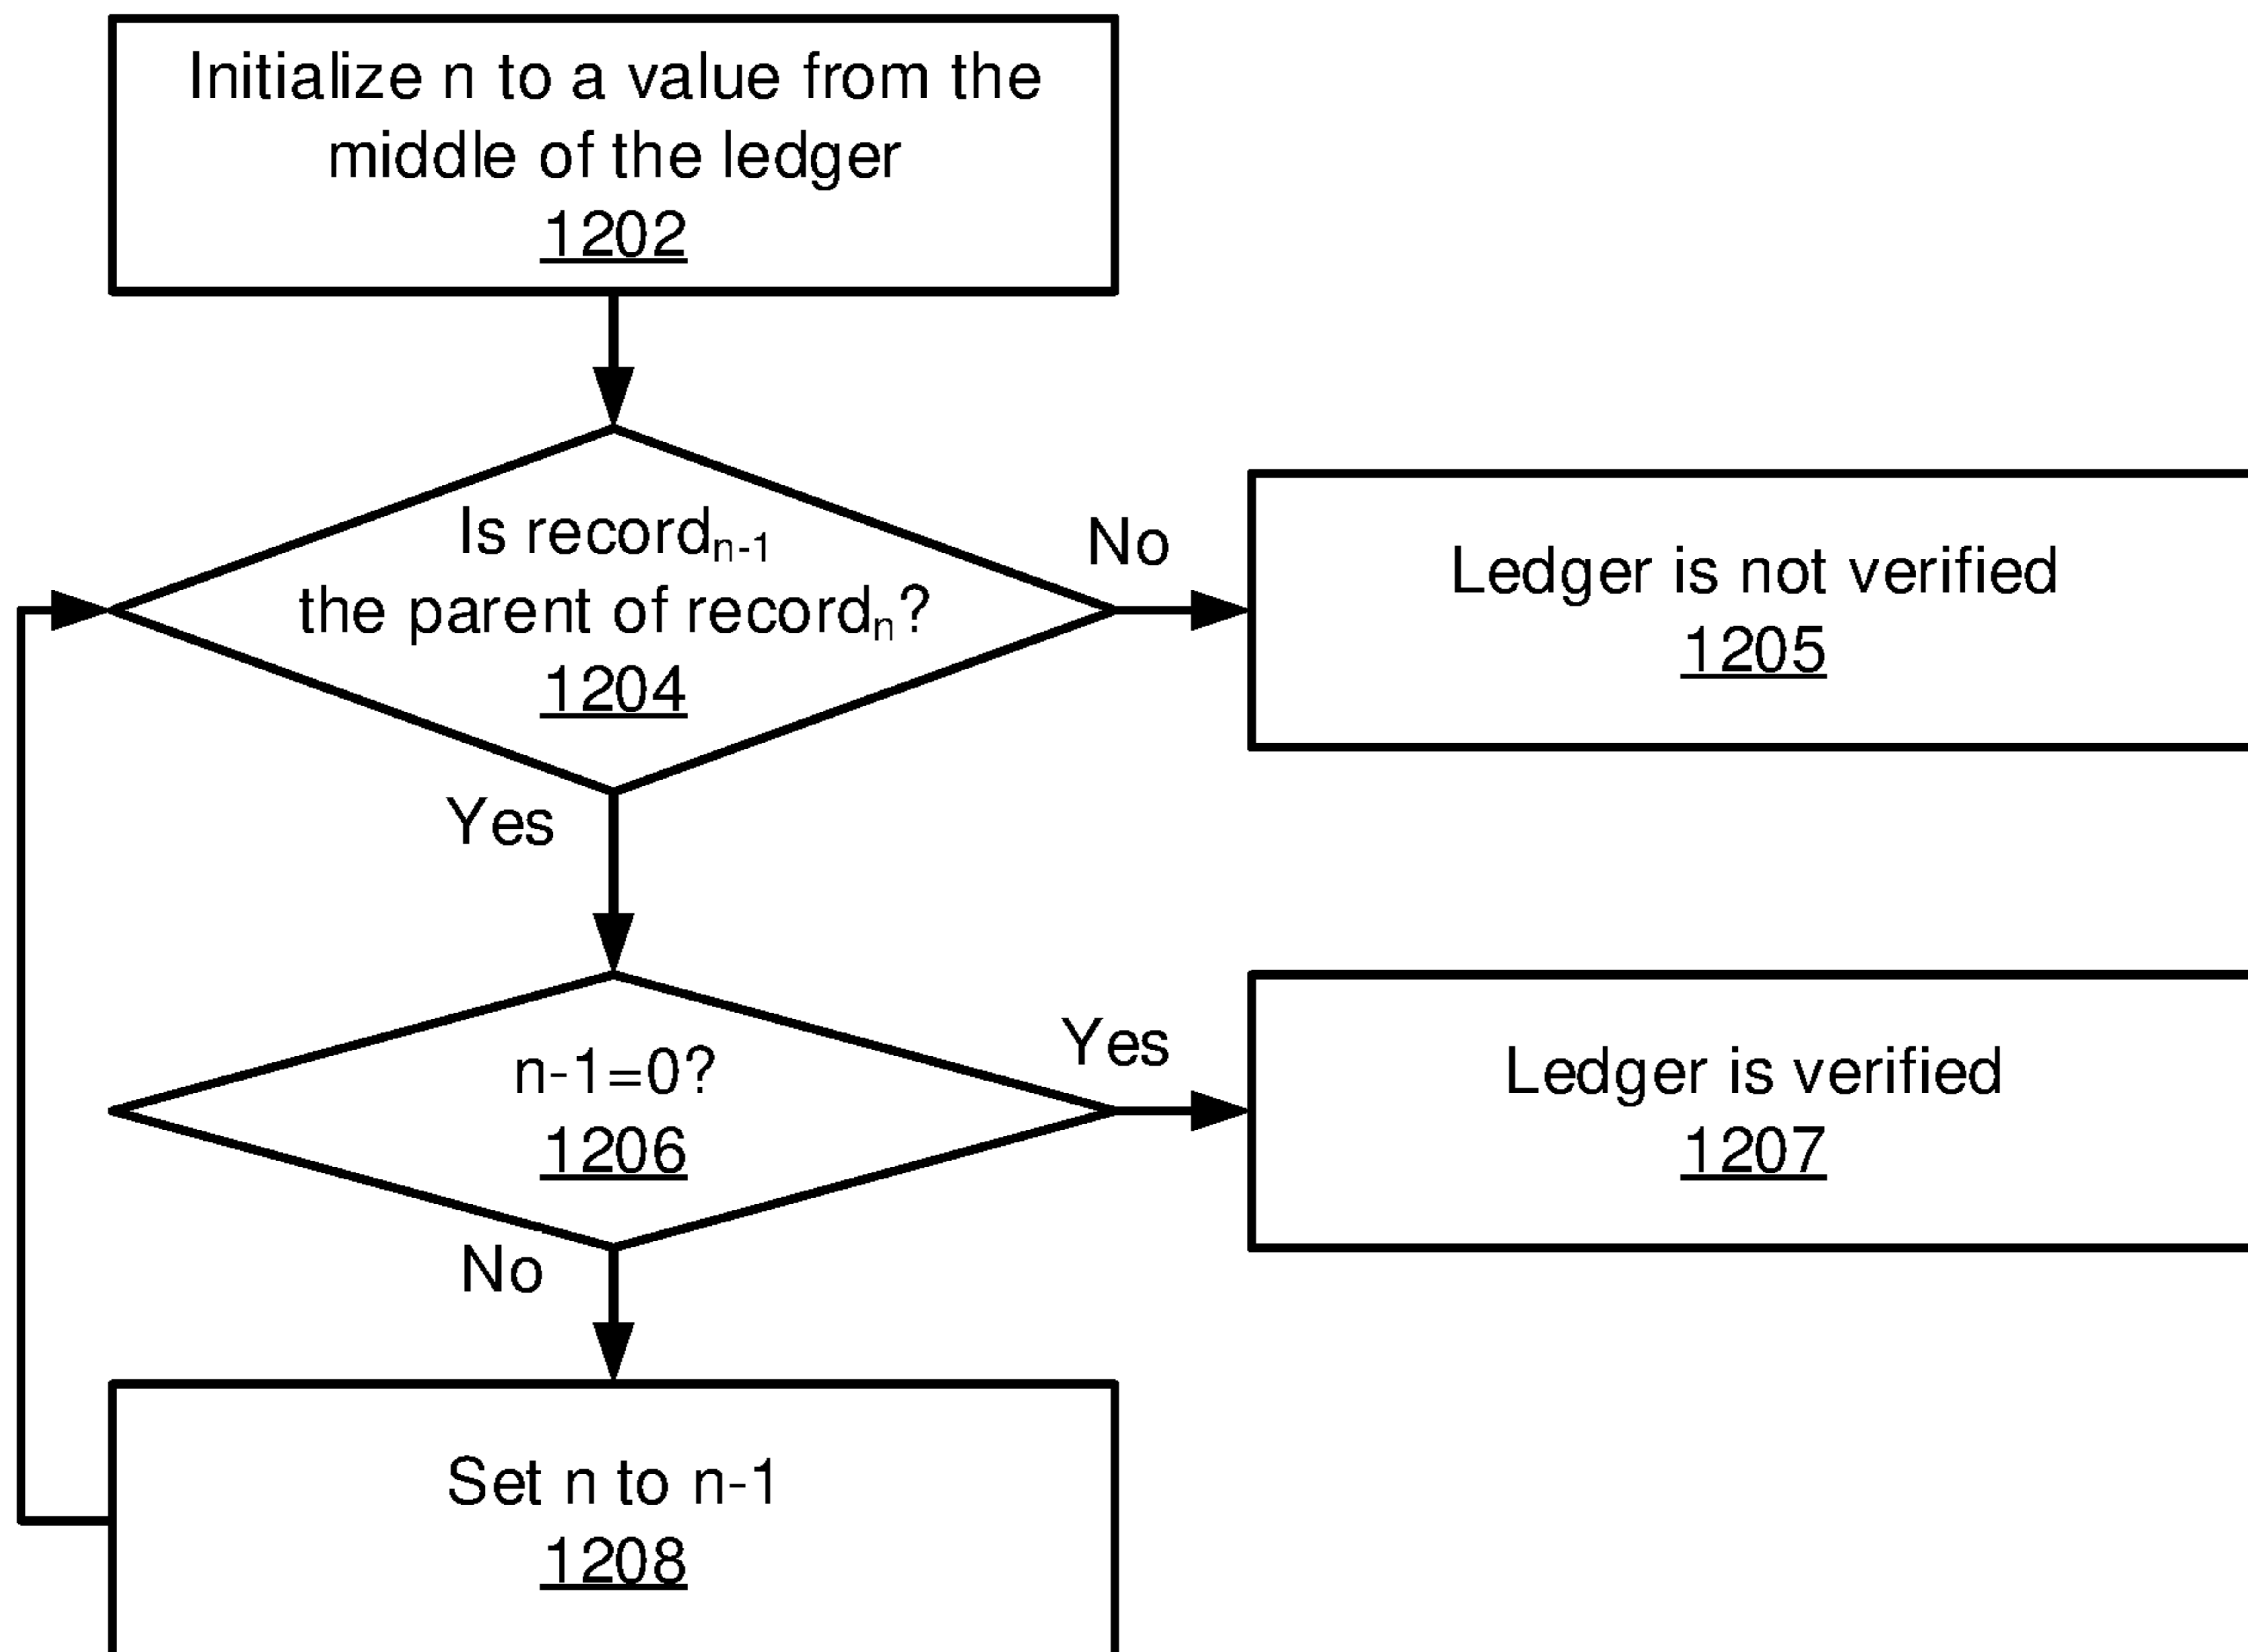 Initialize n to a value from the
middle of the ledger
1202
Is recordn-1
the parent of recordn?
1204
No
Ledger is not verified
1205
Yes
n-1=0?
1206
Yes
Ledger is verified
1207
No
Set n to n-1
1208